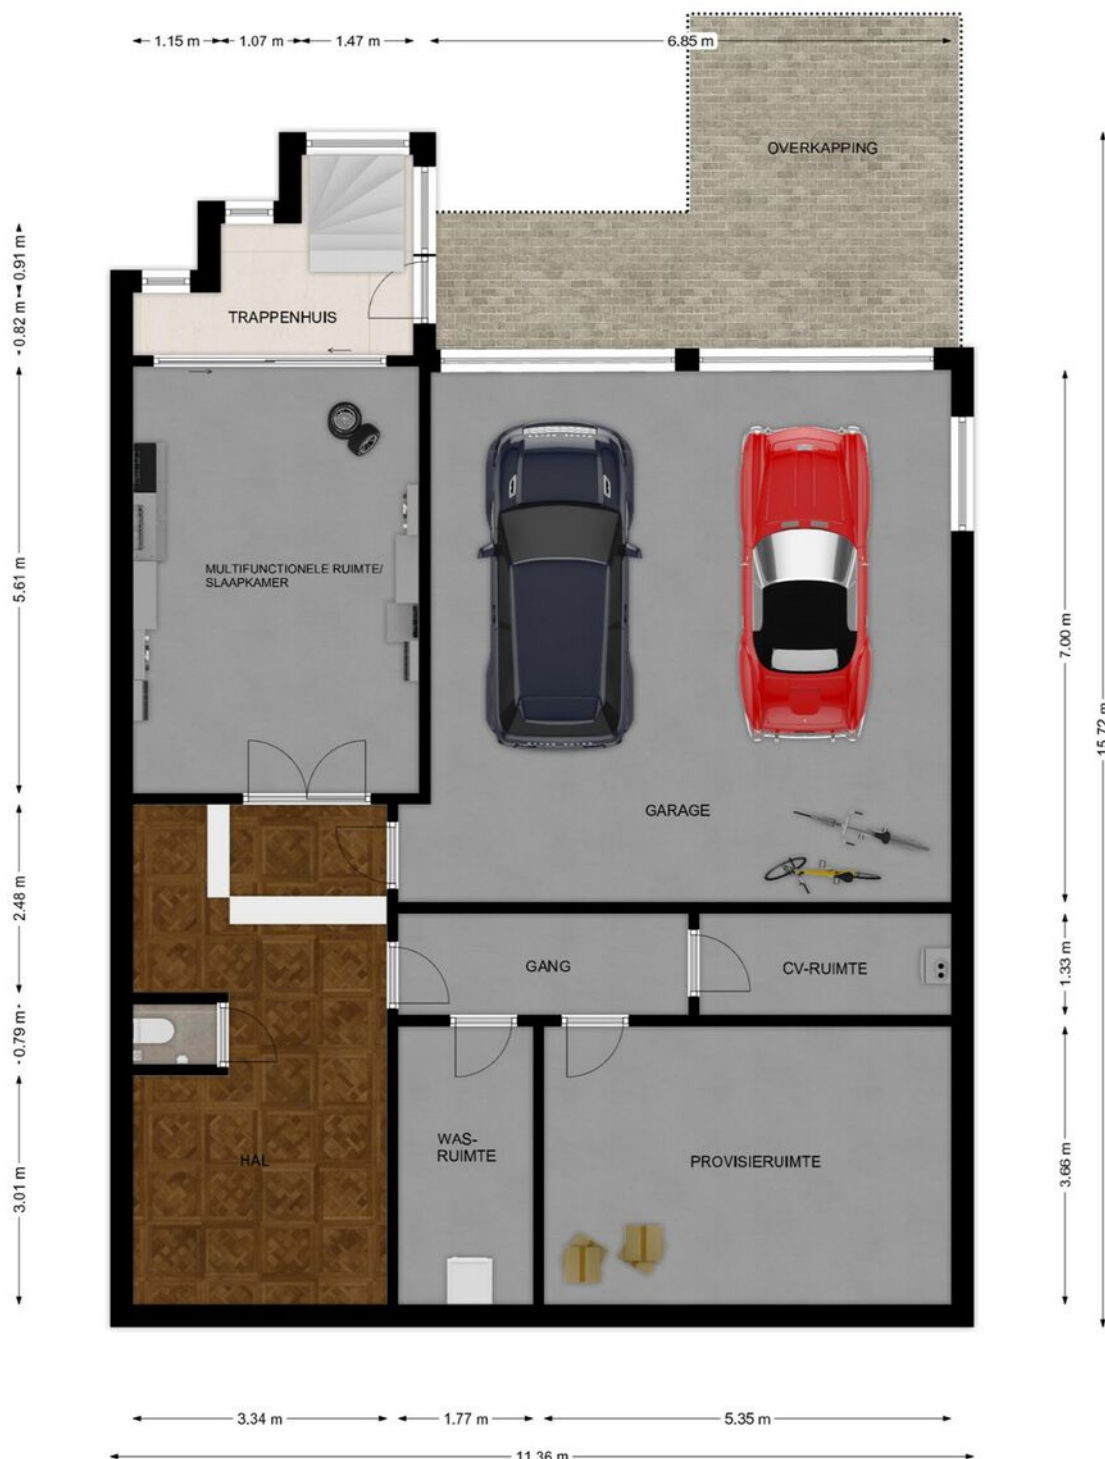 1.15 m
1.07 m
1.47 m
6.85 m
OVERKAPPING
0.91 m
0.82 m
TRAPPENHUIS
5.61 m
MULTIFUNCTIONELE RUIMTE/
SLAAPKAMER
7.00 m
15.72 m
GARAGE
2.48 m
GANG
CV-RUIMTE
1.33 m
0.79 m
WAS-
RUIMTE
HAL
PROVISIERUIMTE
3.01 m
3.66 m
3.34 m
1.77 m
5.35 m
11.36 m